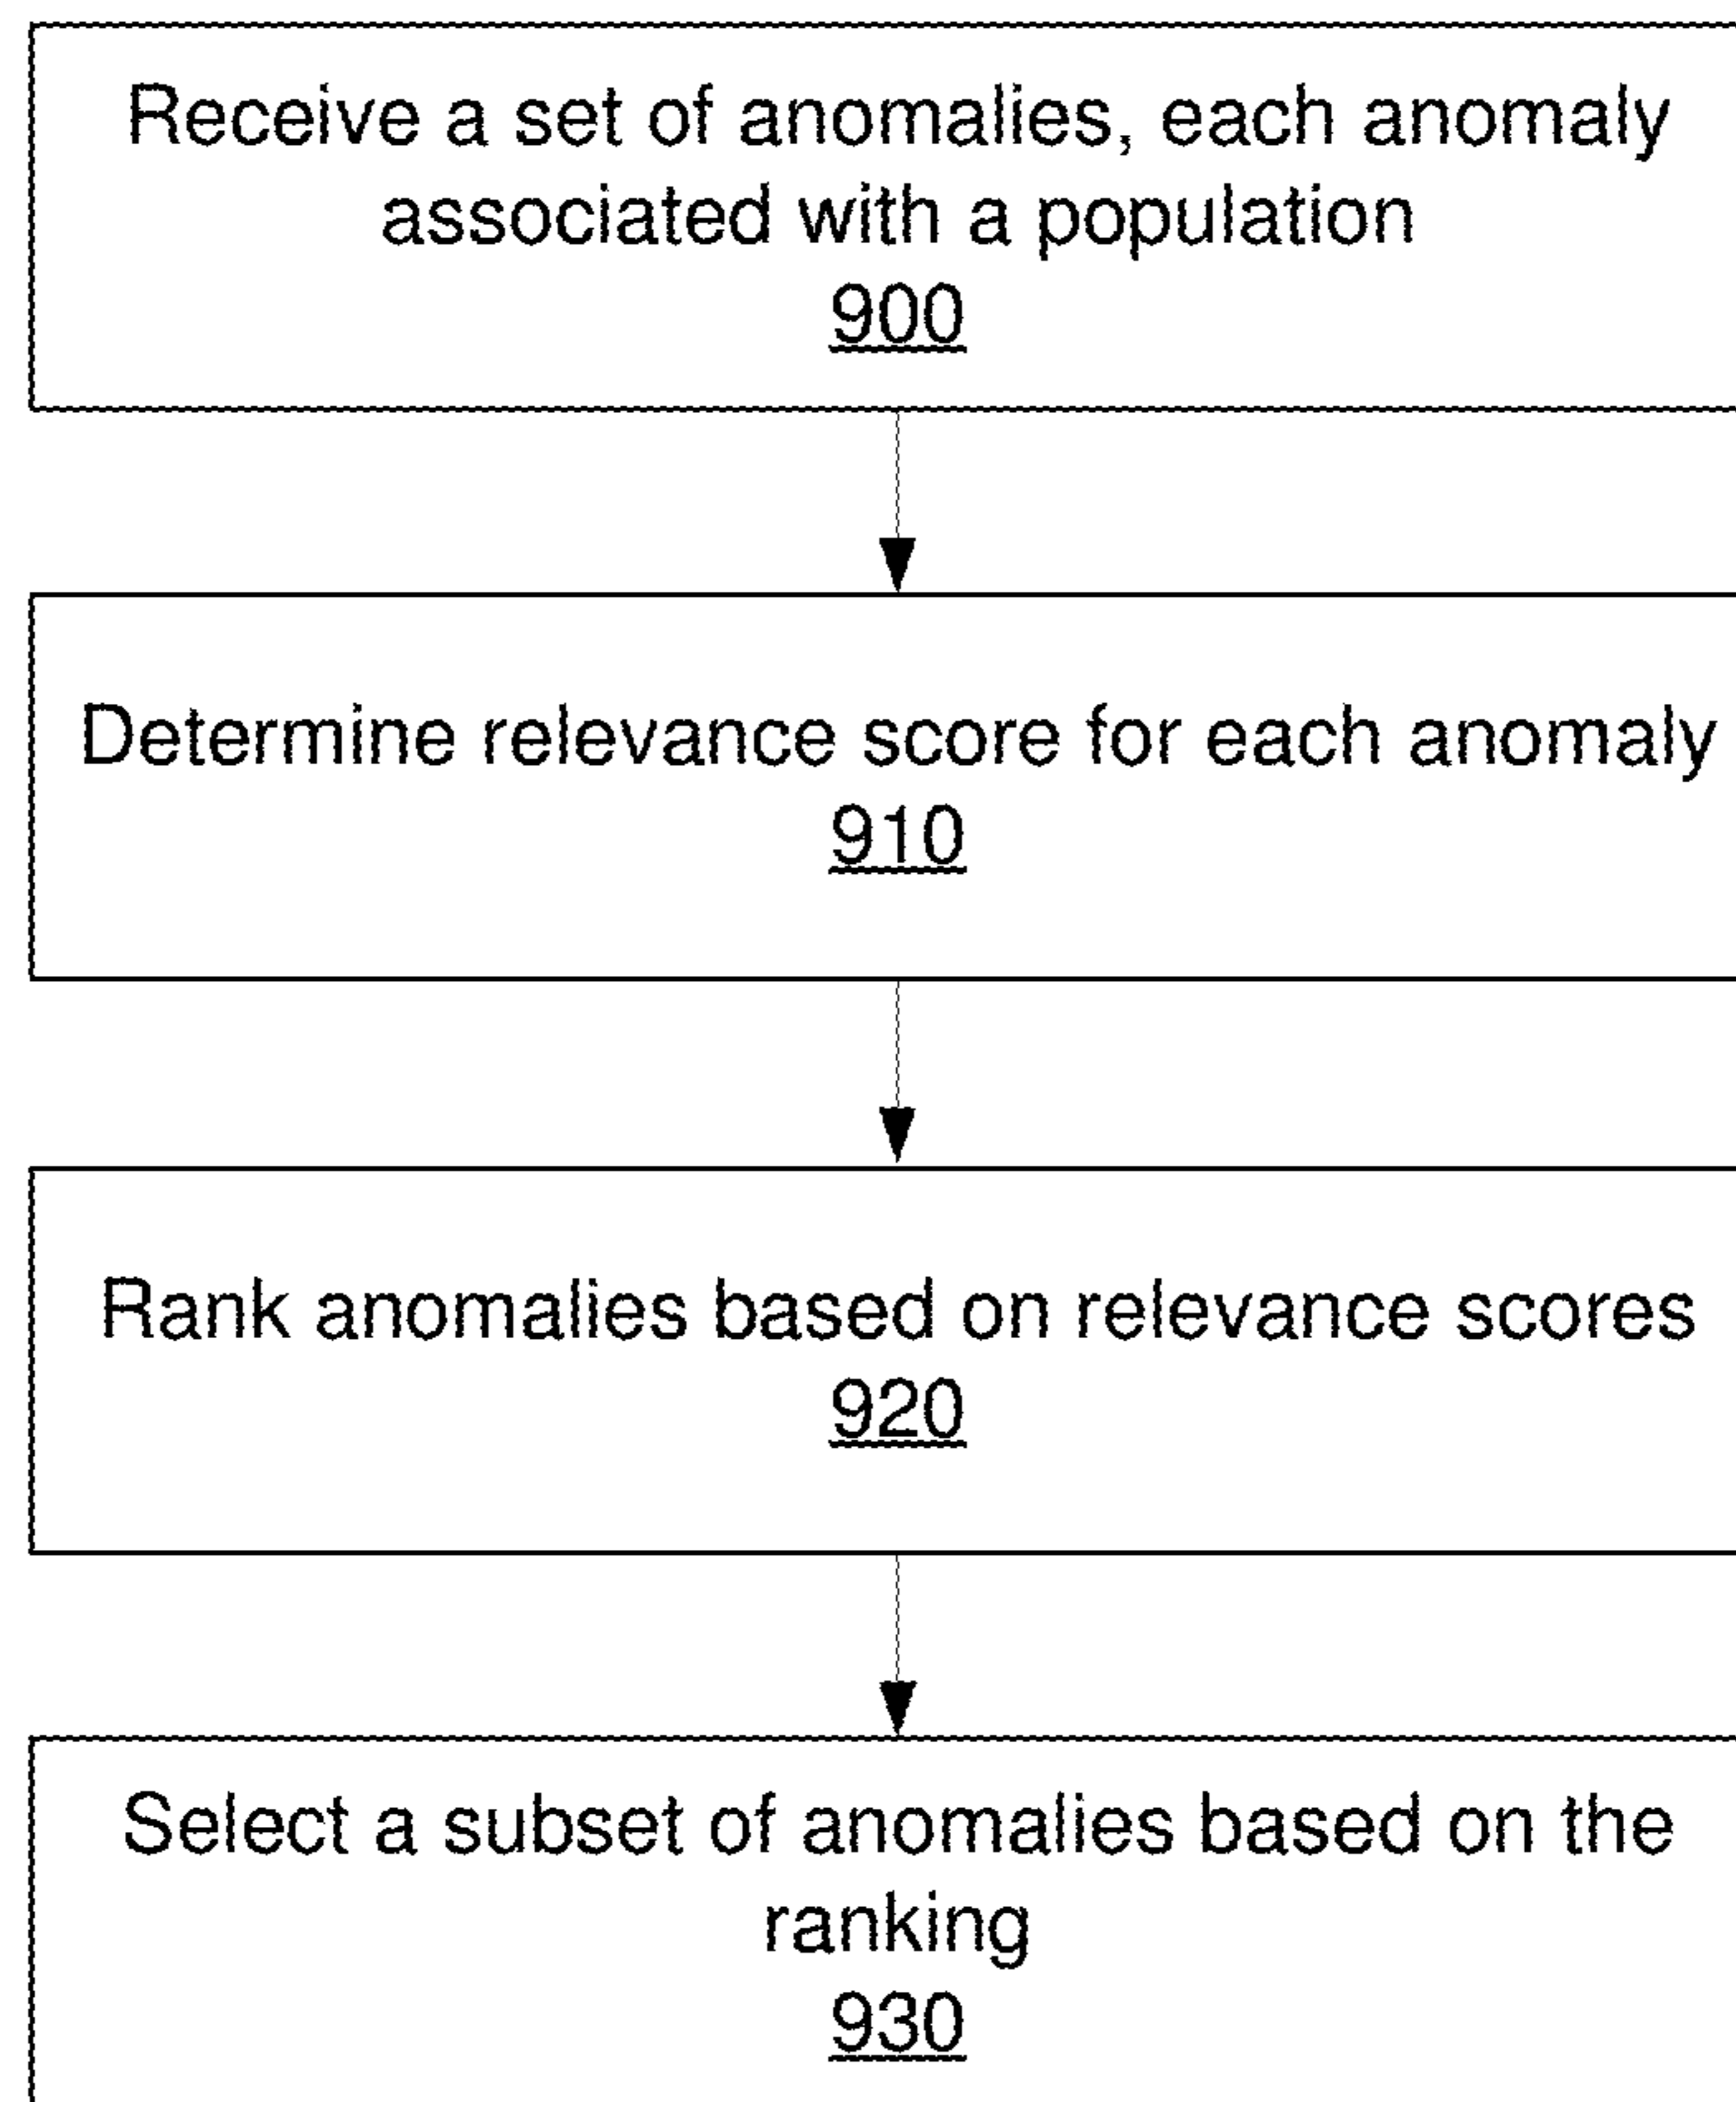 Receive a set of anomalies, each anomaly
associated with a population
900
Determine relevance score for each anomaly
910
Rank anomalies based on relevance scores
920
Select a subset of anomalies based on the
ranking
930